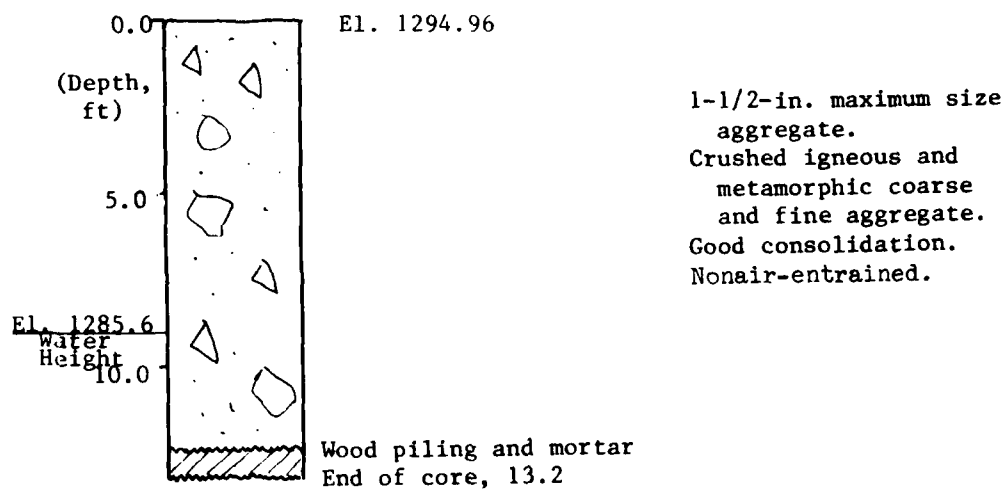 0.0
El. 1294.96
(Depth,
ft)
1-1/2-in. maximum size
aggregate.
Crushed igneous and
metamorphic coarse
and fine aggregate.
Good consolidation.
Nonair-entrained.
5.0
El. 1285.6
Water
Height
10.0
Wood piling and mortar
End of core, 13.2